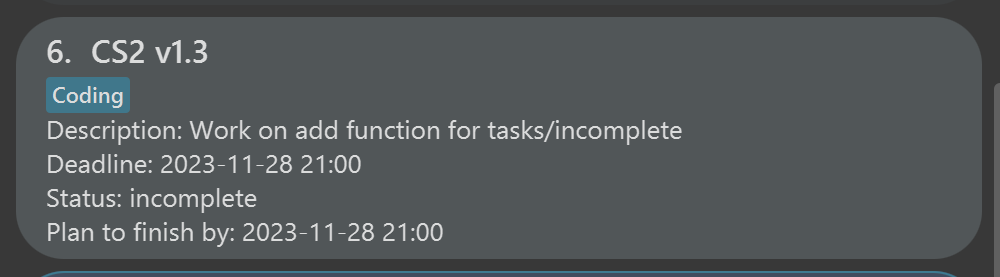 6. CS2 v1.3
Coding
Description: Work on add function for tasks/incomplete
Deadline: 2023-11-28 21:00
Status: incomplete
Plan to finish by: 2023-11-28 21:00